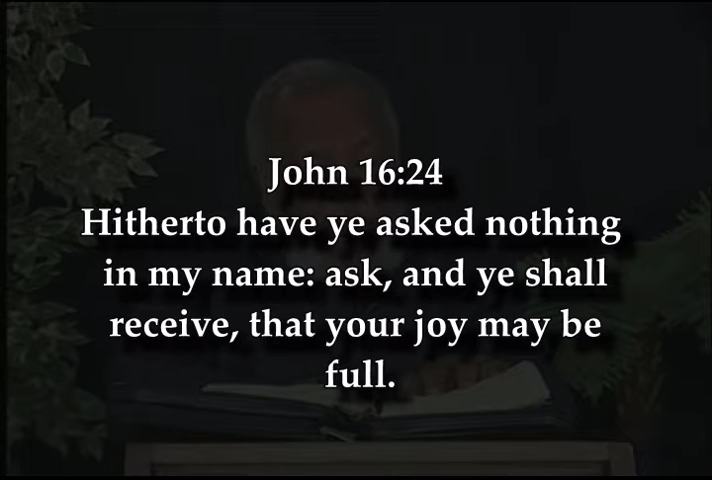 John 16:24
Hitherto have ye asked nothing
in my name: ask, and ye shall
receive, that your joy may be
full.